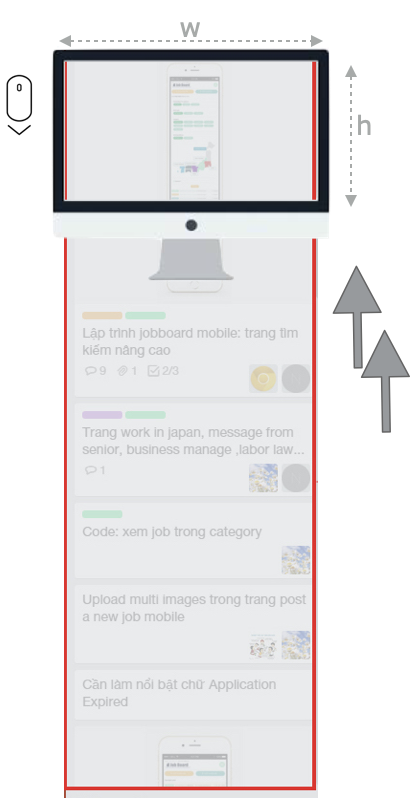 w
h
Lập trình jobboard mobile: trang tìm
kiếm nâng cao
9 1 2/3
Trang work in japan, message from
senior, business manage ,labor law...
1
Code: xem job trong category
Upload multi images trong trang post
a new job mobile
Cần làm nổi bật chữ Application
Expired